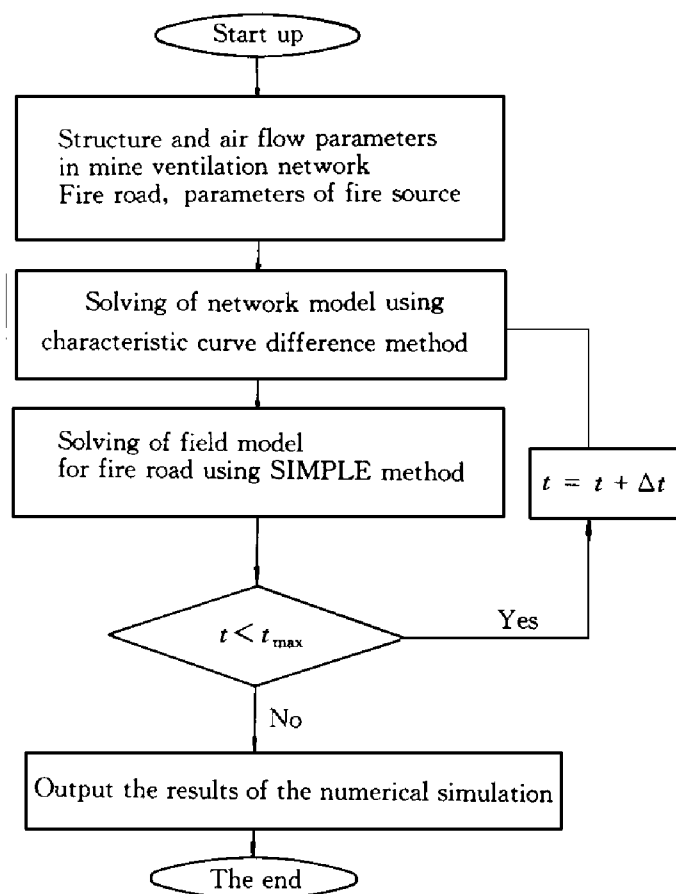 Start up
Structure and air flow parameters
in mine ventilation network
Fire road, parameters of fire source
Solving of network model using
characteristic curve difference method
Solving of field model
for fire road using SIMPLE method
t = t + Δt
t < tmax
Yes
No
Output the results of the numerical simulation
The end